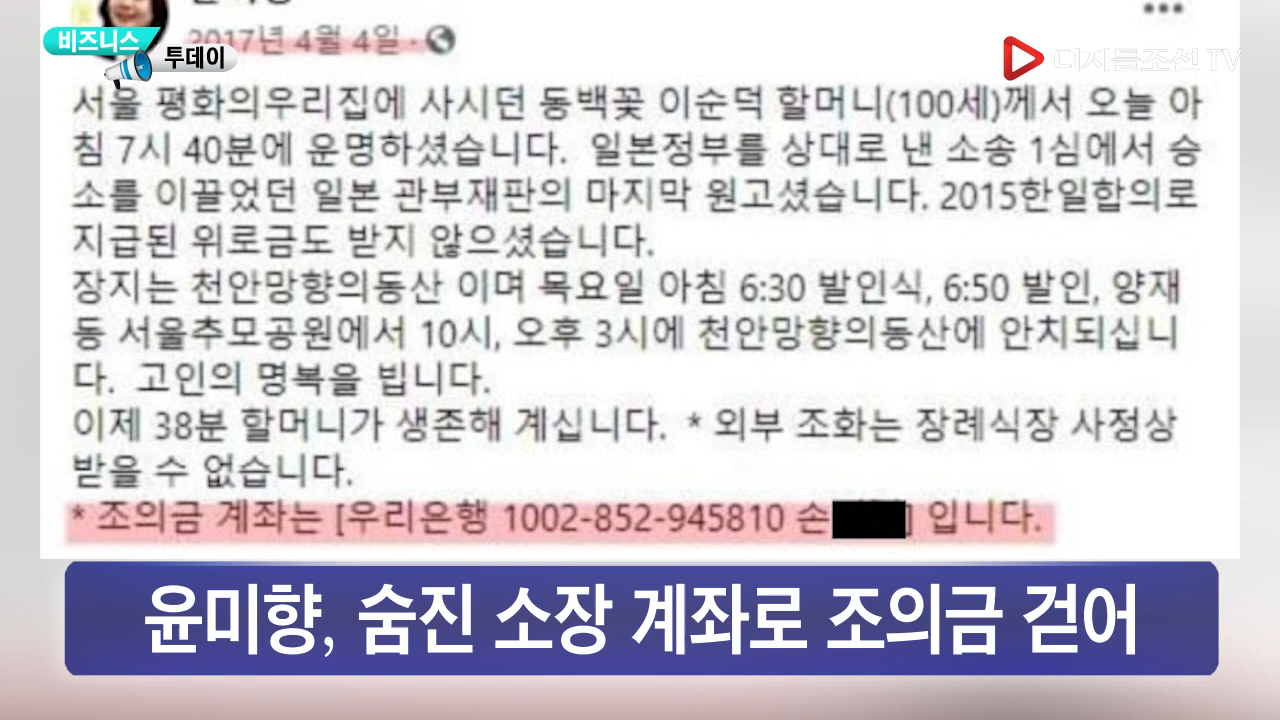 2017년 4월 4일 ·
비즈니스
투데이
디지틀조선TV
서울 평화의우리집에 사시던 동백꽃 이순덕 할머니(100세)께서 오늘 아
침 7시 40분에 운명하셨습니다. 일본정부를 상대로 낸 소송 1심에서 승
소를 이끌었던 일본 관부재판의 마지막 원고셨습니다. 2015한일합의로
지급된 위로금도 받지 않으셨습니다.
장지는 천안망향의동산 이며 목요일 아침 6:30 발인식, 6:50 발인, 양재
동 서울추모공원에서 10시, 오후 3시에 천안망향의동산에 안치되십니
다. 고인의 명복을 빕니다.
이제 38분 할머니가 생존해 계십니다. * 외부 조화는 장례식장 사정상
받을 수 없습니다.
* 조의금 계좌는 [우리은행 1002-852-945810 손 ] 입니다.
윤미향, 숨진 소장 계좌로 조의금 걷어